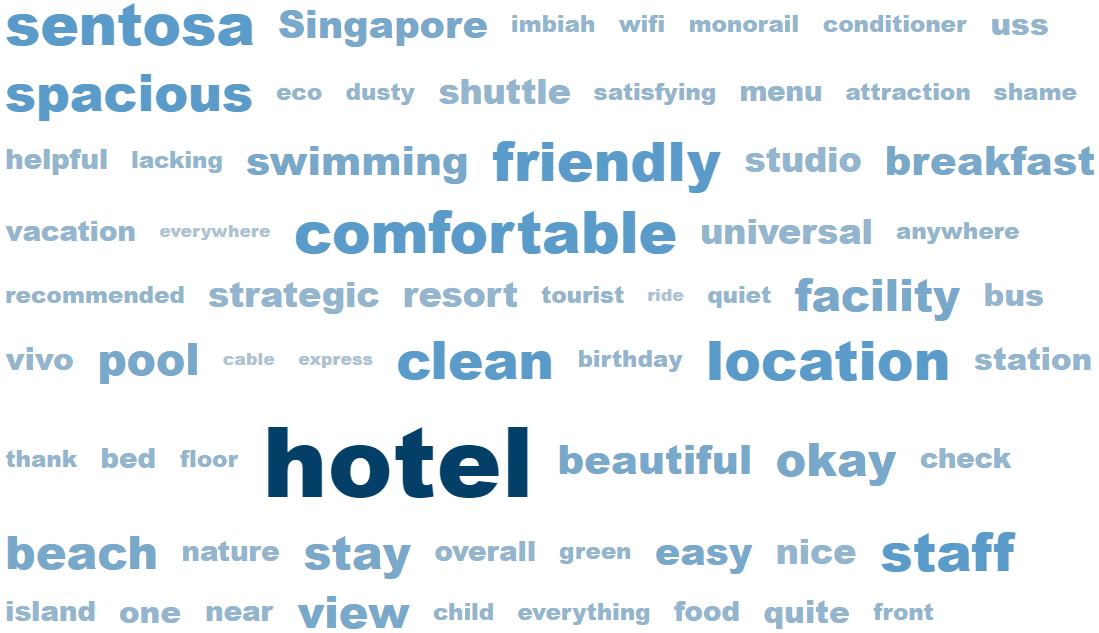 sentosa Singapore imbiah wifi monorail conditioner uss
spacious eco dusty shuttle satisfying menu attraction shame
helpful lacking swimming friendly studio breakfast
vacation everywhere comfortable universal anywhere
recommended strategic resort tourist ride quiet facility bus
vivo pool cable express clean birthday location station
thank bed floor hotel beautiful okay check
beach nature stay overall green easy nice staff
island one near view child everything food quite front